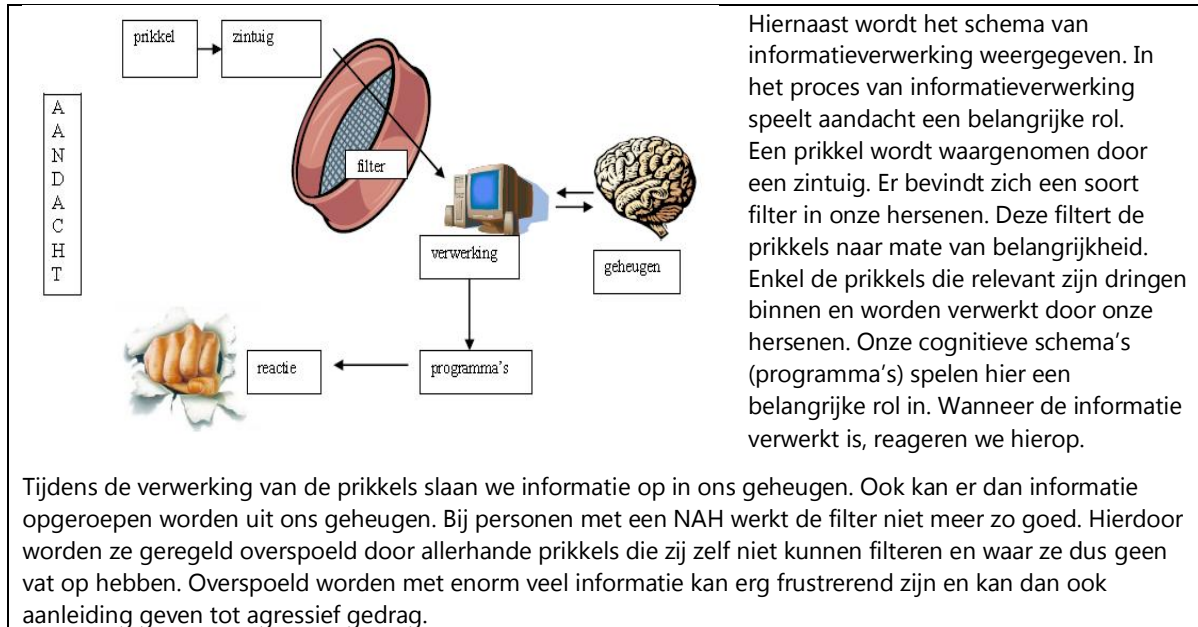 prikkel
zintuig
A
A
N
D
A
C
H
T
filter
verwerking
geheugen
reactie
programma's
Hiernaast wordt het schema van
informatieverwerking weergegeven. In
het proces van informatieverwerking
speelt aandacht een belangrijke rol.
Een prikkel wordt waargenomen door
een zintuig. Er bevindt zich een soort
filter in onze hersenen. Deze filtert de
prikkels naar mate van belangrijkheid.
Enkel de prikkels die relevant zijn dringen
binnen en worden verwerkt door onze
hersenen. Onze cognitieve schema's
(programma's) spelen hier een
belangrijke rol in. Wanneer de informatie
verwerkt is, reageren we hierop.
Tijdens de verwerking van de prikkels slaan we informatie op in ons geheugen. Ook kan er dan informatie
opgeroepen worden uit ons geheugen. Bij personen met een NAH werkt de filter niet meer zo goed. Hierdoor
worden ze geregeld overspoeld door allerhande prikkels die zij zelf niet kunnen filteren en waar ze dus geen
vat op hebben. Overspoeld worden met enorm veel informatie kan erg frustrerend zijn en kan dan ook
aanleiding geven tot agressief gedrag.